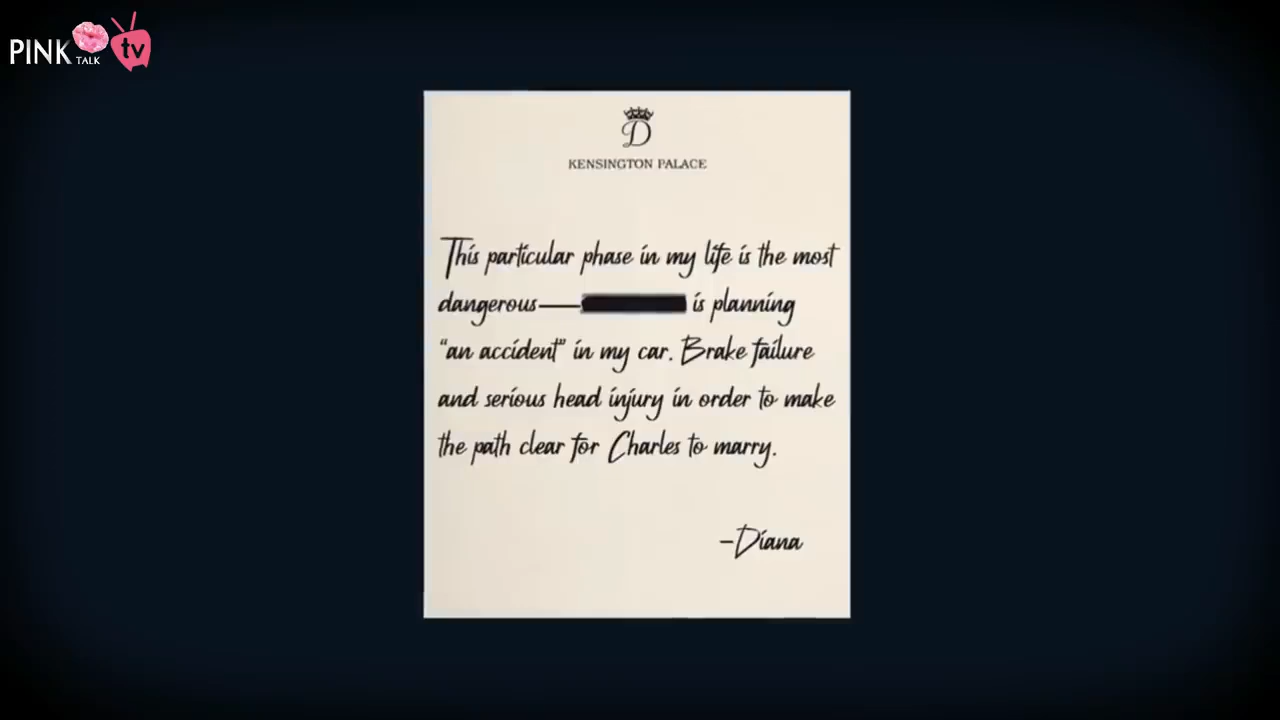 PINK TALK tv
D
KENSINGTON PALACE
This particular phase in my life is the most
dangerous— is planning
“an accident” in my car. Brake failure
and serious head injury in order to make
the path clear for Charles to marry.
–Diana